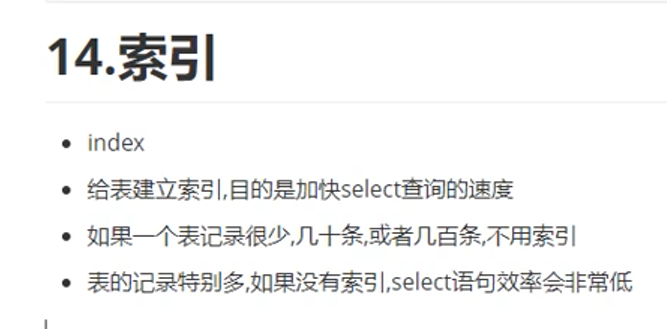 14.索引
index
给表建立索引,目的是加快select查询的速度
如果一个表记录很少,几十条,或者几百条,不用索引
表的记录特别多,如果没有索引,select语句效率会非常低